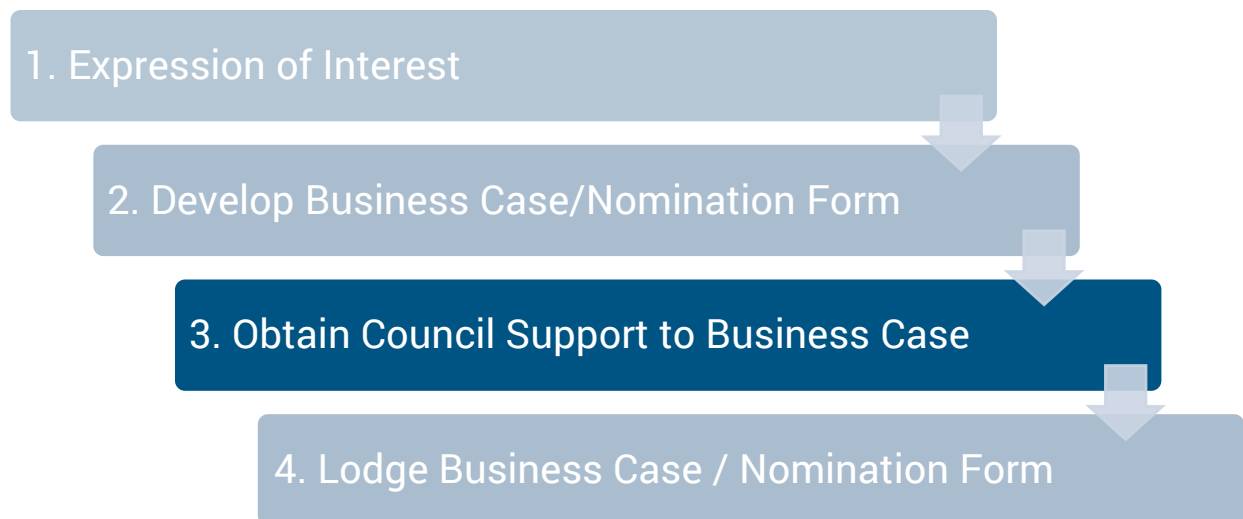 1. Expression of Interest
2. Develop Business Case/Nomination Form
3. Obtain Council Support to Business Case
4. Lodge Business Case / Nomination Form